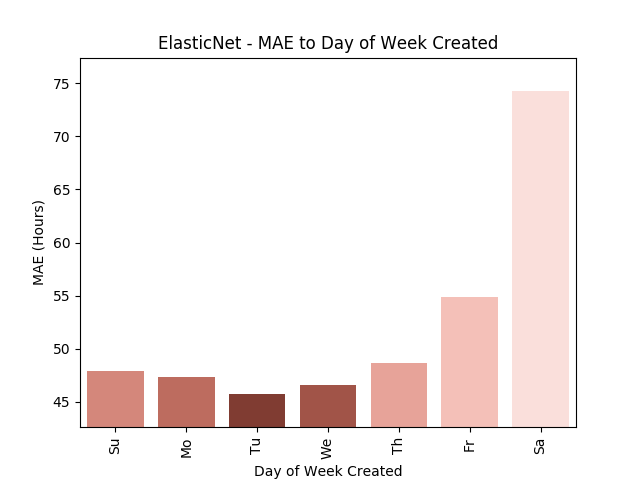 ElasticNet - MAE to Day of Week Created
MAE (Hours)
75
70
65
60
55
50
45
Su
Mo
Tu
We
Th
Fr
Sa
Day of Week Created